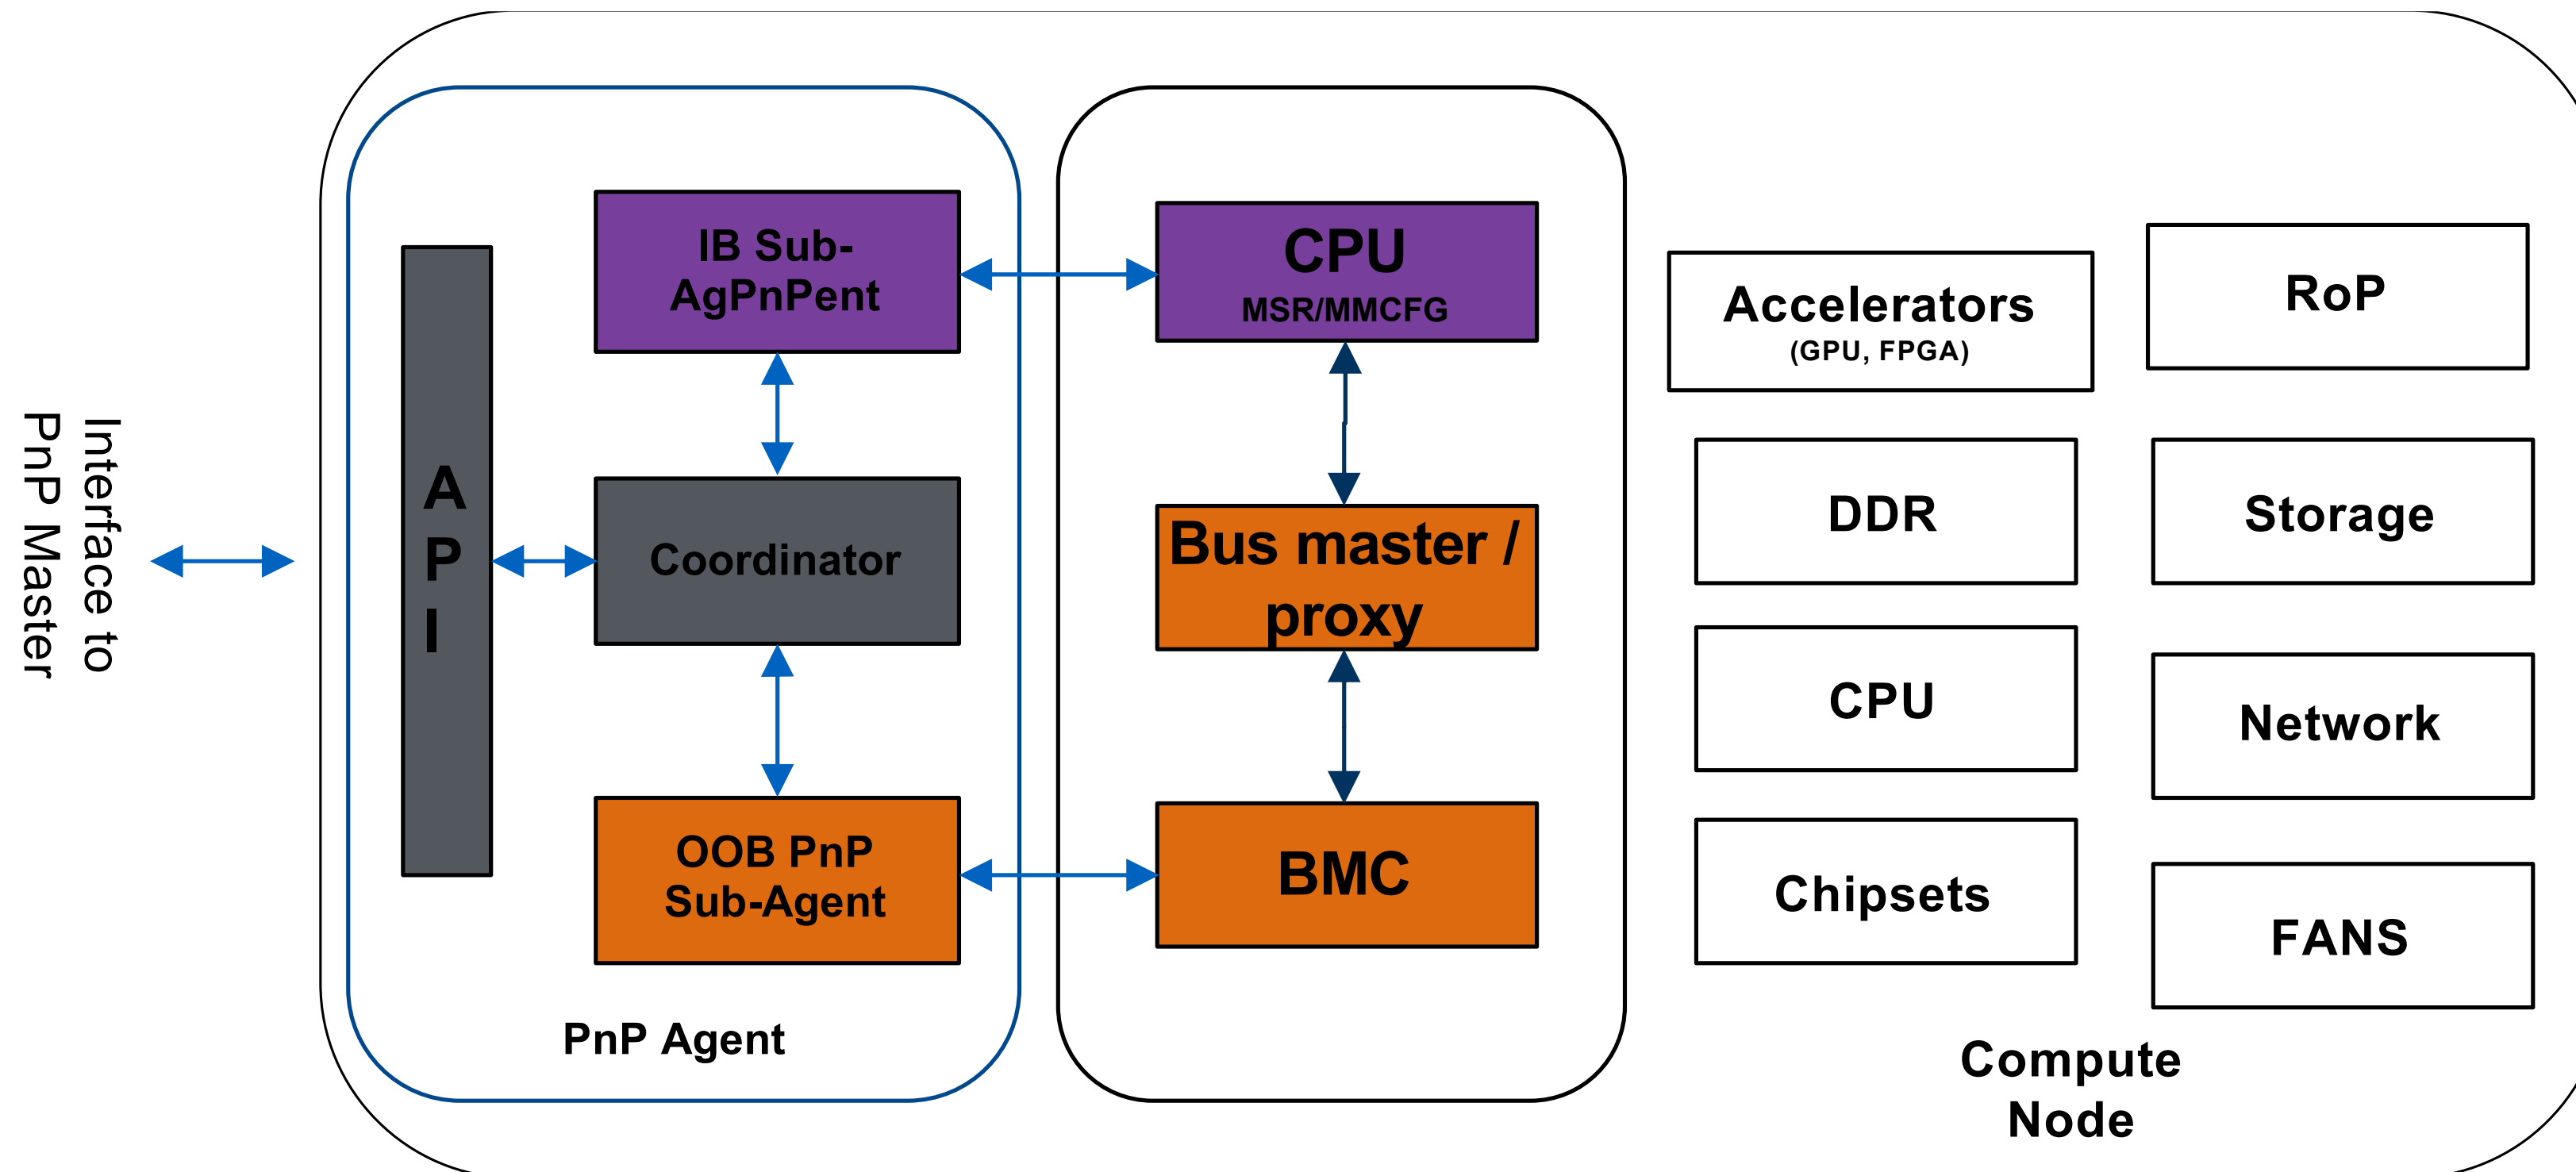 Interface to
PnP Master
A
P
I
IB Sub-
AgPnPent
Coordinator
OOB PnP
Sub-Agent
PnP Agent
CPU
MSR/MMCFG
Bus master /
proxy
BMC
Accelerators
(GPU, FPGA)
DDR
CPU
Chipsets
RoP
Storage
Network
FANS
Compute
Node